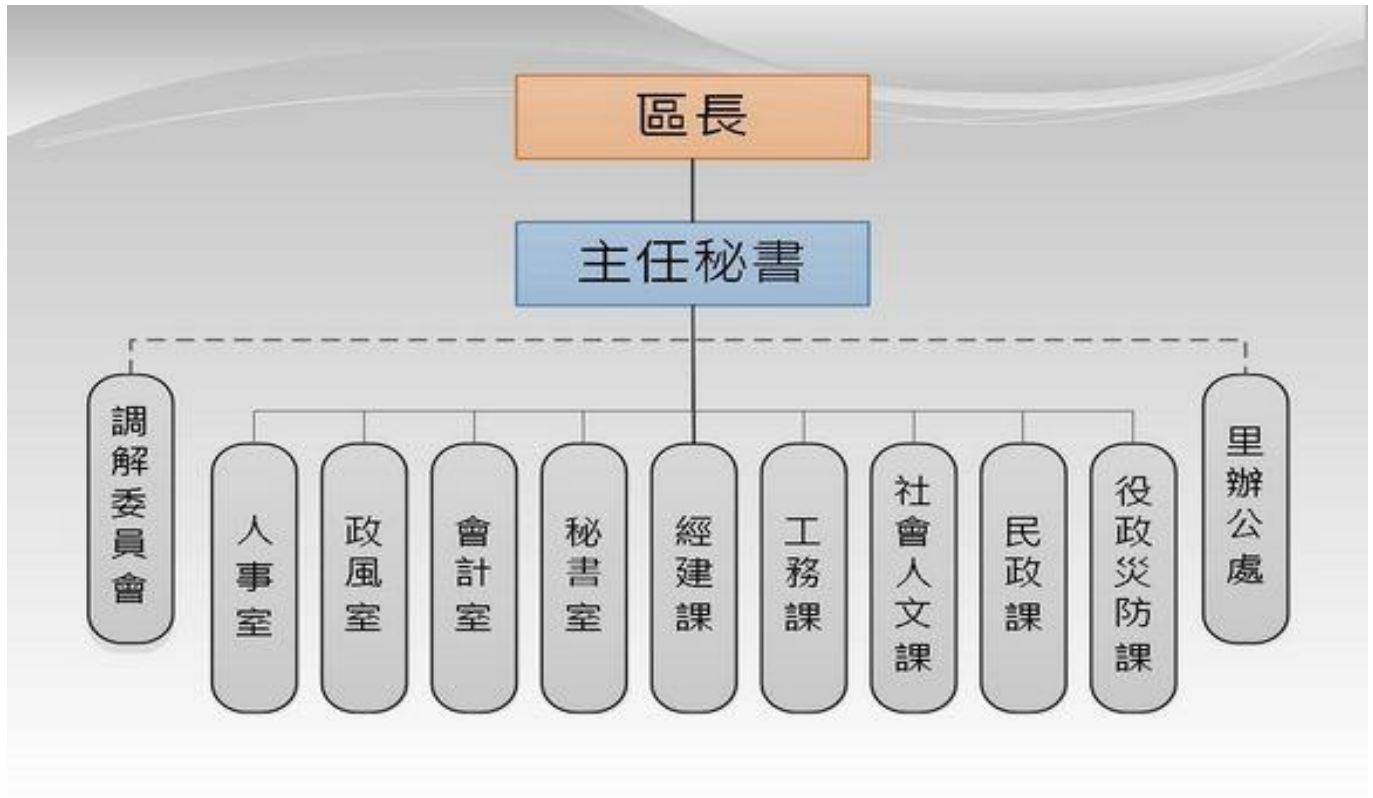 區長
主任秘書
調解委員會
人事室
政風室
會計室
秘書室
經建課
工務課
社會人文課
民政課
役政災防課
里辦公處